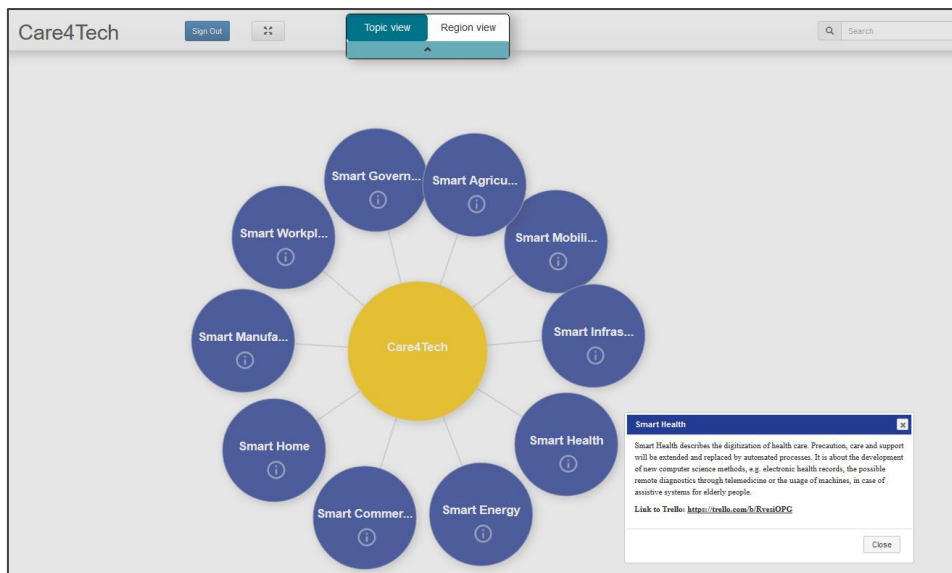 Care4Tech
Sign Out
Topic view
Region view
Search
Smart Govern...
Smart Agricu...
Smart Workpl...
Smart Mobili...
Smart Manufa...
Care4Tech
Smart Infras...
Smart Home
Smart Health
Smart Commer...
Smart Energy
Smart Health
Smart Health describes the digitization of health care. Precaution, care and support
will be extended and replaced by automated processes. It is about the development
of new computer science methods, e.g. electronic health records, the possible
remote diagnostics through telemedicine or the usage of machines, in case of
assistive systems for elderly people.
Link to Trello: https://trello.com/b/RvesiOPG
Close